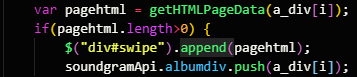 var pagehtml = getHTMLPageData(a_div[i]);
if(pagehtml.length>0) {
$("div#swipe").append(pagehtml);
soundgramApi.albumdiv.push(a_div[i]);